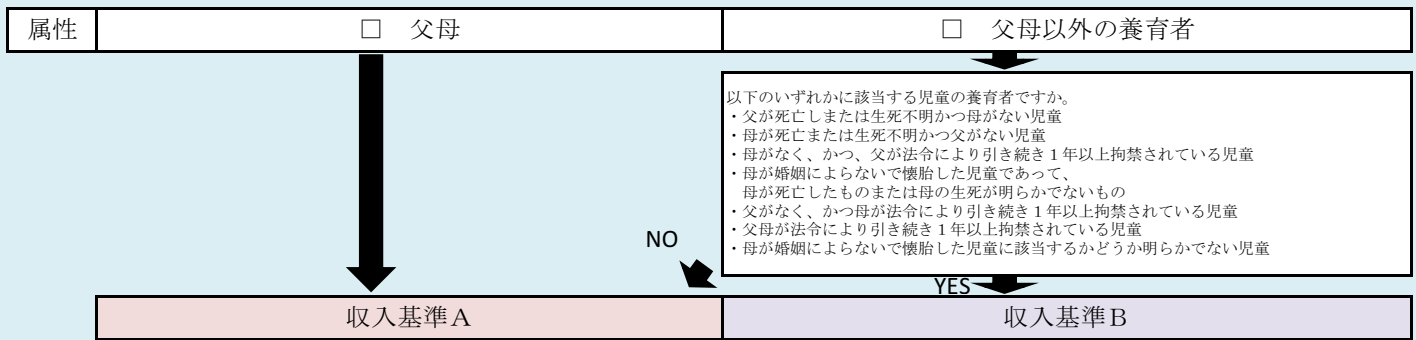 属性
□ 父母
□ 父母以外の養育者
以下のいずれかに該当する児童の養育者ですか。
・父が死亡しまたは生死不明かつ母がない児童
・母が死亡または生死不明かつ父がない児童
・母がなく、かつ、父が法令により引き続き１年以上拘禁されている児童
・母が婚姻によらないで懐胎した児童であって、
母が死亡したものまたは母の生死が明らかでないもの
・父がなく、かつ母が法令により引き続き１年以上拘禁されている児童
・父母が法令により引き続き１年以上拘禁されている児童
・母が婚姻によらないで懐胎した児童に該当するかどうか明らかでない児童
NO
YES
収入基準Ａ
収入基準Ｂ